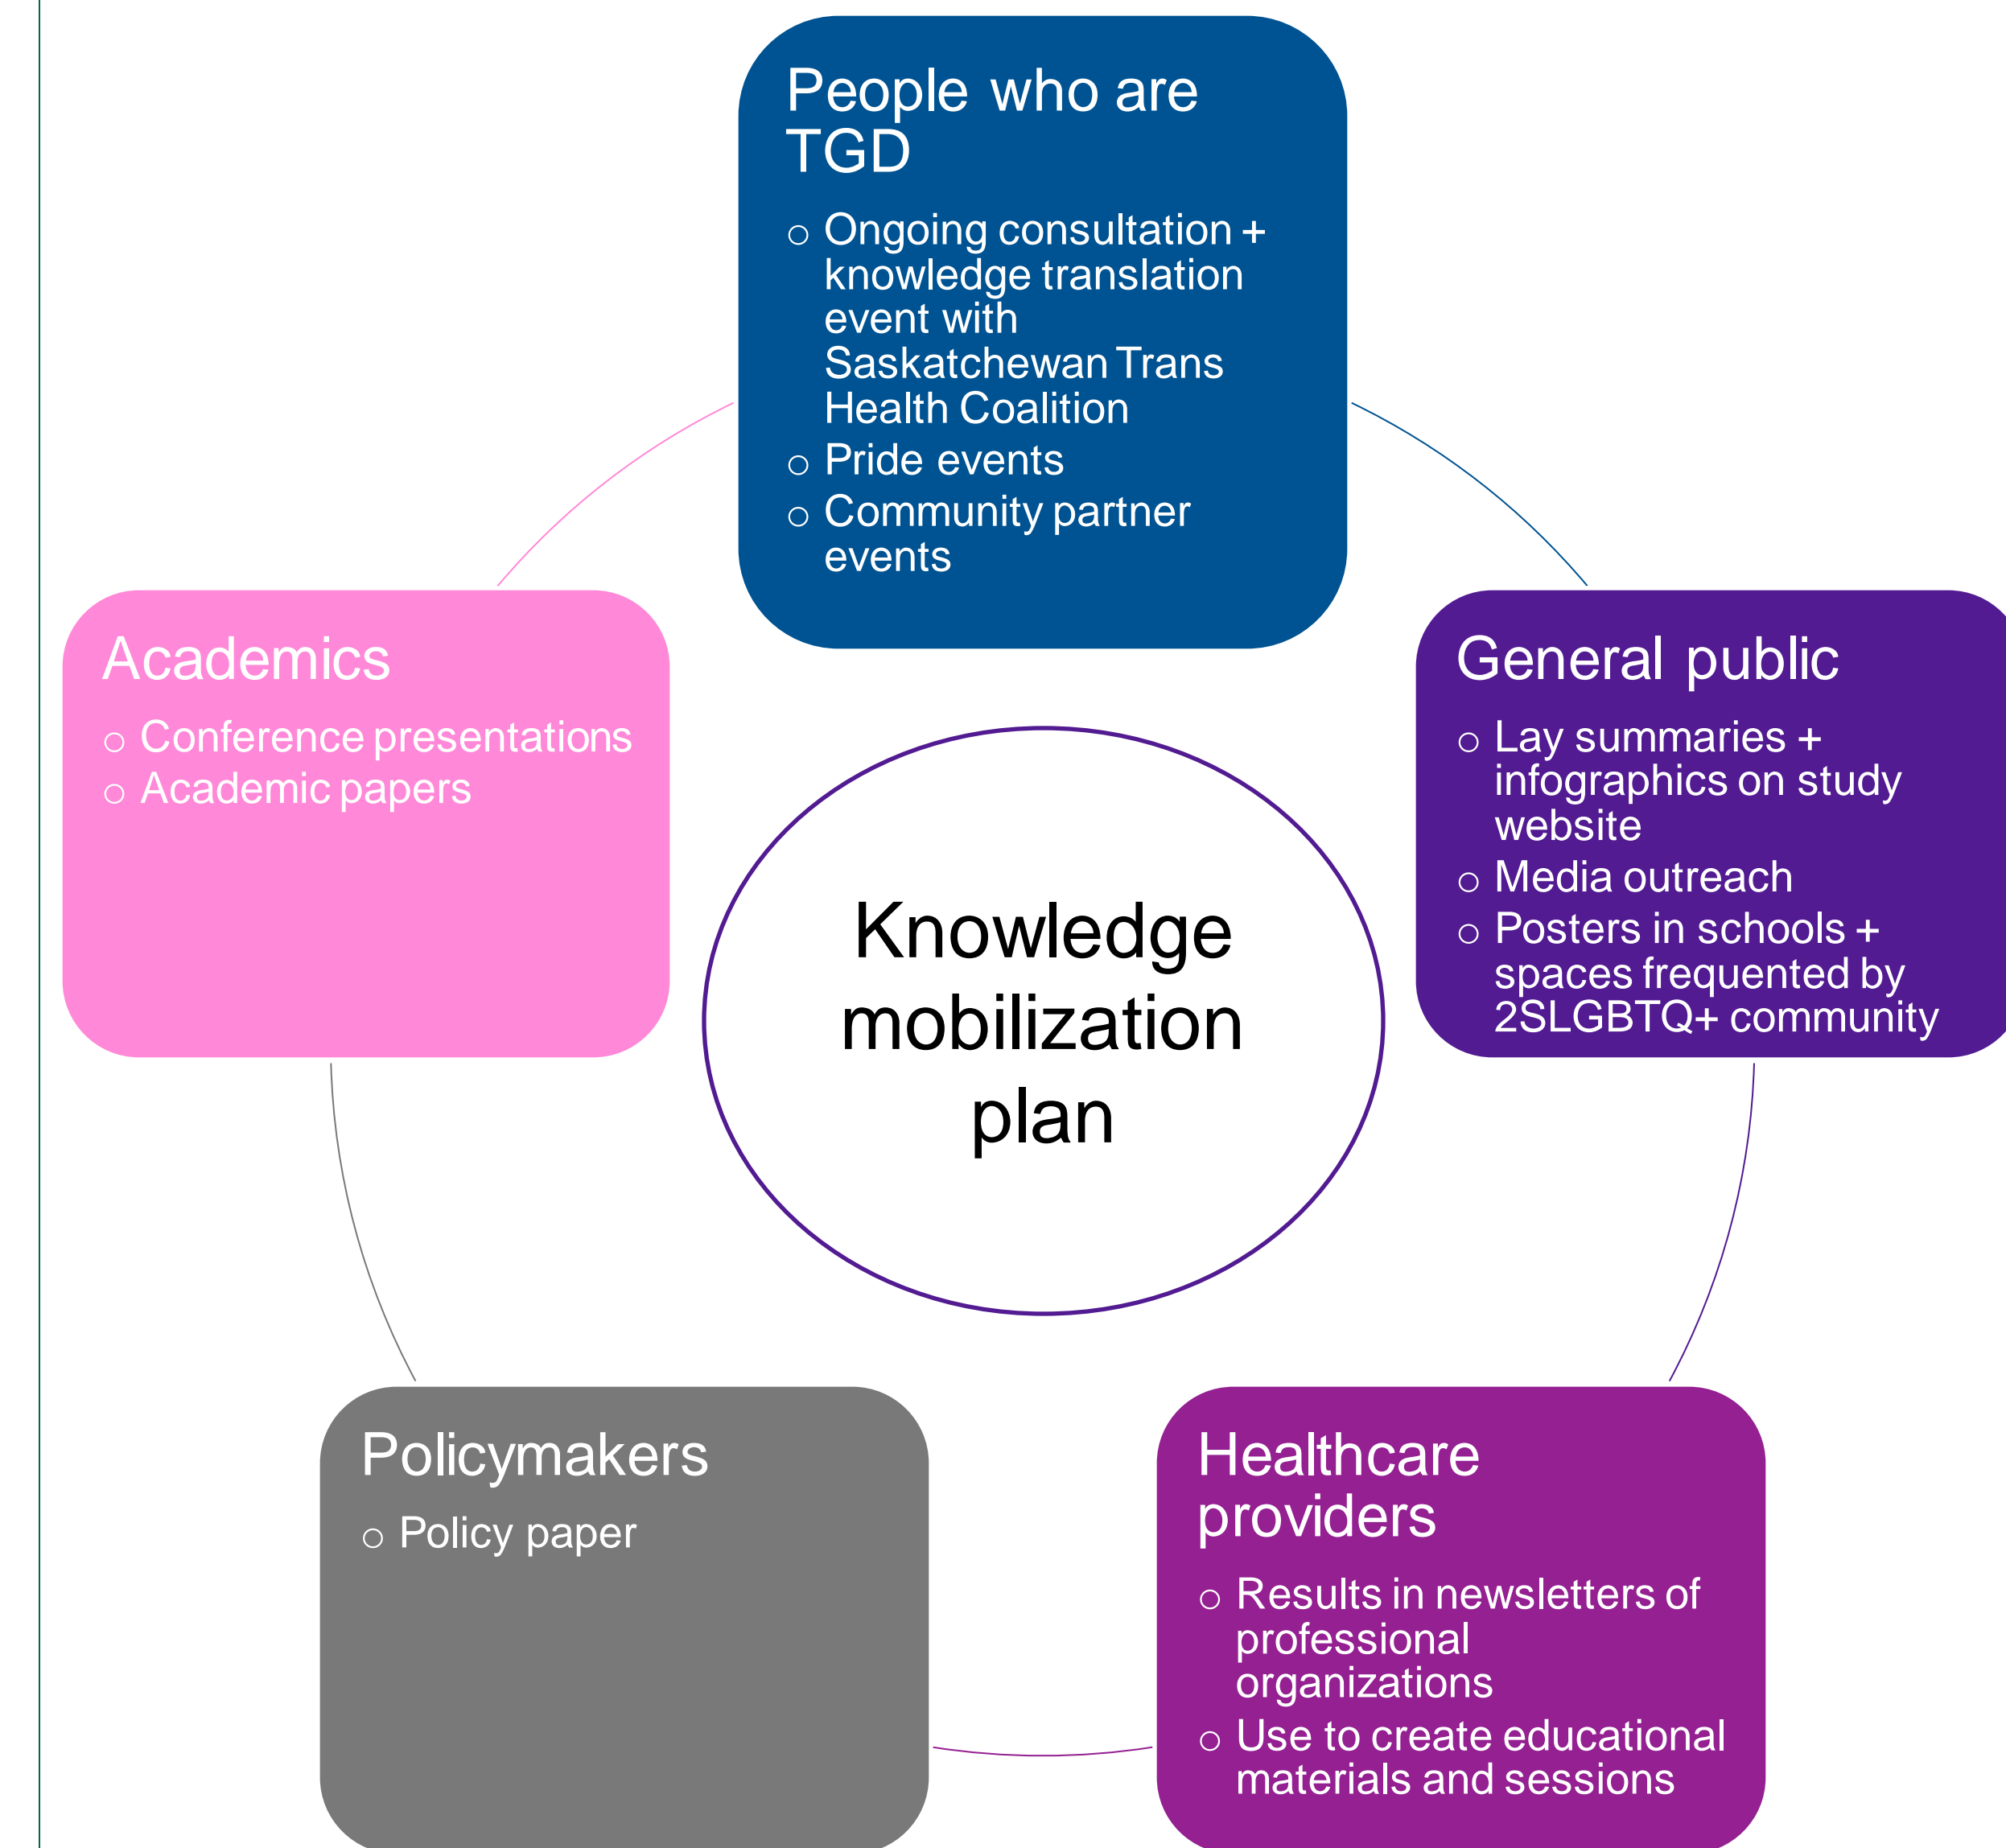 People who are
TGD
○ Ongoing consultation +
knowledge translation
event with
Saskatchewan Trans
Health Coalition
○ Pride events
○ Community partner
events
Academics
○ Conference presentations
○ Academic papers
General public
○ Lay summaries +
infographics on study
website
○ Media outreach
○ Posters in schools +
spaces frequented by
2SLGBTQ+ community
Knowledge
mobilization
plan
Policymakers
○ Policy paper
Healthcare
providers
○ Results in newsletters of
professional
organizations
○ Use to create educational
materials and sessions